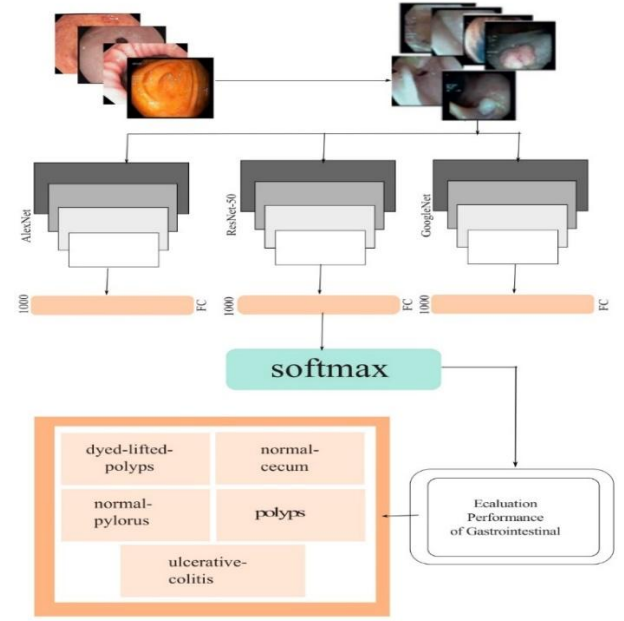 AlexNet
ResNet-50
GoogleNet
1000
FC
1000
FC
1000
FC
softmax
dyed-lifted-
polyps
normal-
cecum
normal-
pylorus
polyps
ulcerative-
colitis
Ecaluation
Performance
of Gastrointestinal